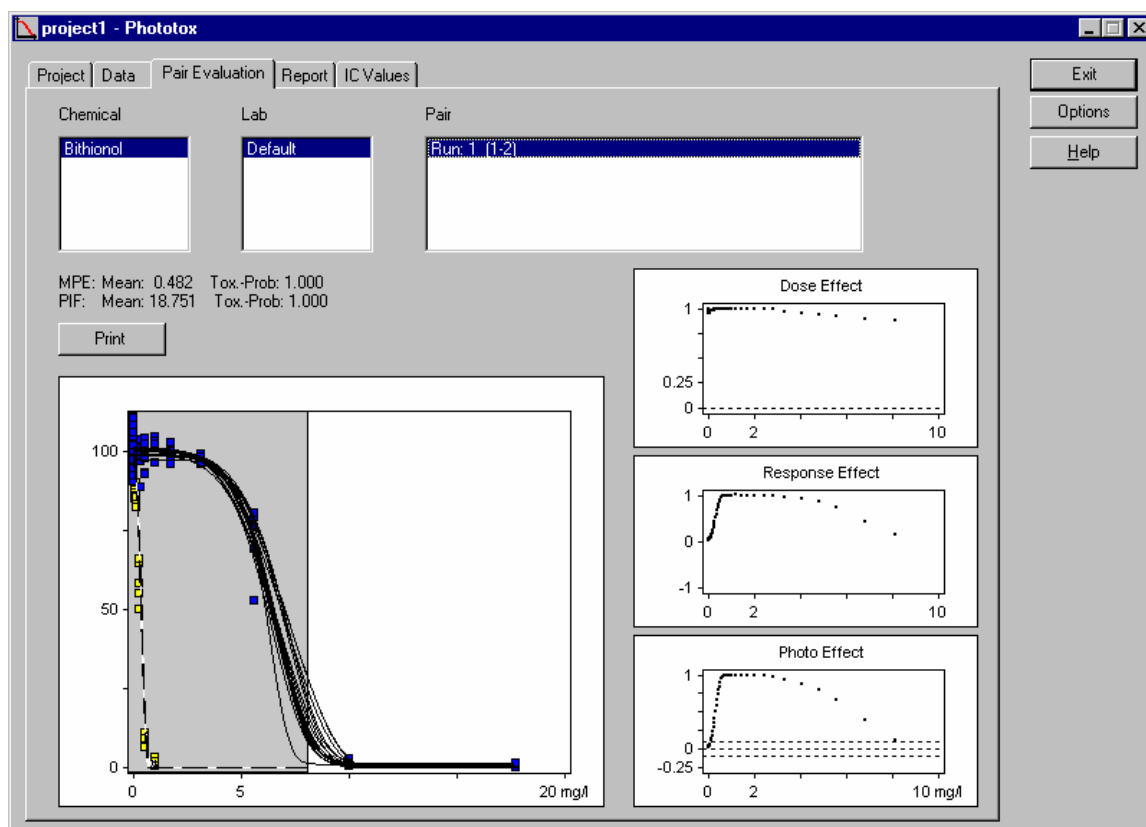 project1 - Phototox
Project Data Pair Evaluation Report IC Values
Exit
Options
Help
Chemical Lab Pair
Bithionol Default Run: 1 (1-2)
MPE: Mean: 0.482 Tox.-Prob: 1.000
PIF: Mean: 18.751 Tox.-Prob: 1.000
Print
100
50
0
0 5 20 mg/l
Dose Effect
1
0.25
0
0 2 10
Response Effect
1
0
-1
0 2 10
Photo Effect
1
0
-0.25
0 2 10 mg/l